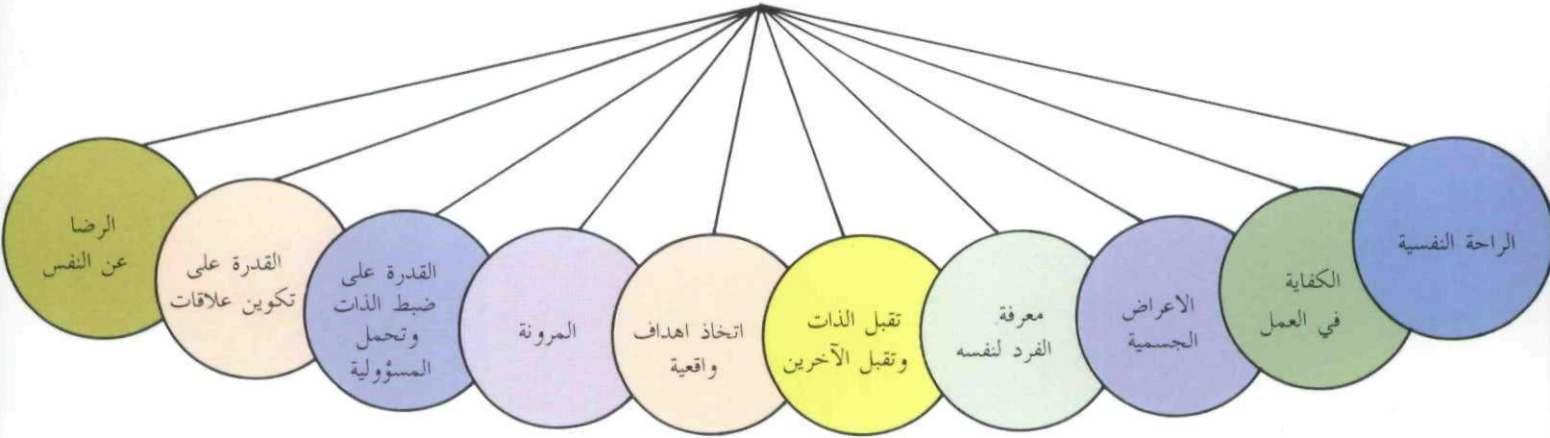 الراحة النفسية
الكفاية
في العمل
الاعراض
الجسمية
معرفة
الفرد لنفسه
تقبل الذات
وتقبل الآخرين
اتخاذ اهداف
واقعية
المرونة
القدرة على
ضبط الذات
وتحمل
المسؤولية
القدرة على
تكوين علاقات
الرضا
عن النفس